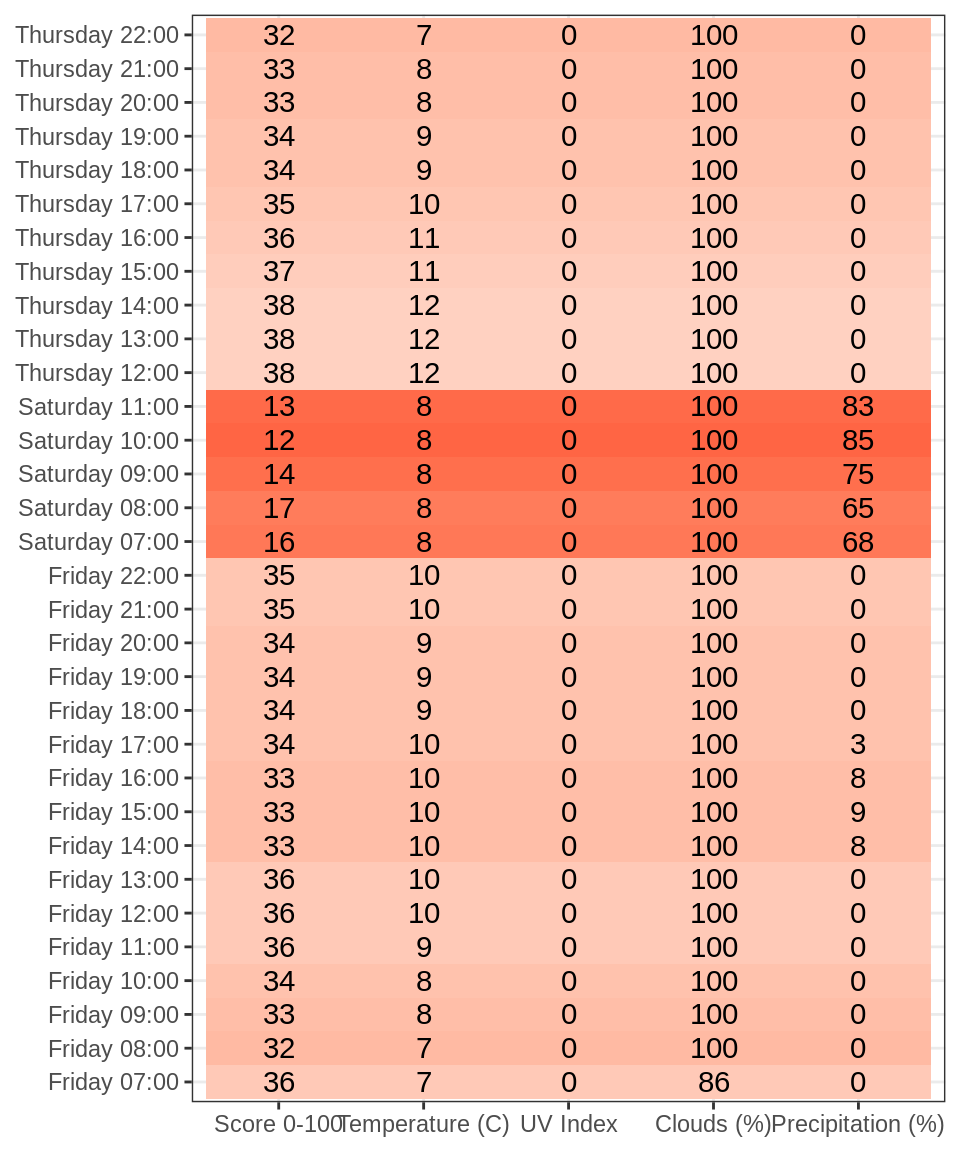 Thursday 22:00 32 7 0 100 0
Thursday 21:00 33 8 0 100 0
Thursday 20:00 33 8 0 100 0
Thursday 19:00 34 9 0 100 0
Thursday 18:00 34 9 0 100 0
Thursday 17:00 35 10 0 100 0
Thursday 16:00 36 11 0 100 0
Thursday 15:00 37 11 0 100 0
Thursday 14:00 38 12 0 100 0
Thursday 13:00 38 12 0 100 0
Thursday 12:00 38 12 0 100 0
Saturday 11:00 13 8 0 100 83
Saturday 10:00 12 8 0 100 85
Saturday 09:00 14 8 0 100 75
Saturday 08:00 17 8 0 100 65
Saturday 07:00 16 8 0 100 68
Friday 22:00 35 10 0 100 0
Friday 21:00 35 10 0 100 0
Friday 20:00 34 9 0 100 0
Friday 19:00 34 9 0 100 0
Friday 18:00 34 9 0 100 0
Friday 17:00 34 10 0 100 3
Friday 16:00 33 10 0 100 8
Friday 15:00 33 10 0 100 9
Friday 14:00 33 10 0 100 8
Friday 13:00 36 10 0 100 0
Friday 12:00 36 10 0 100 0
Friday 11:00 36 9 0 100 0
Friday 10:00 34 8 0 100 0
Friday 09:00 33 8 0 100 0
Friday 08:00 32 7 0 100 0
Friday 07:00 36 7 0 86 0
Score 0-100 Temperature (C) UV Index Clouds (%) Precipitation (%)